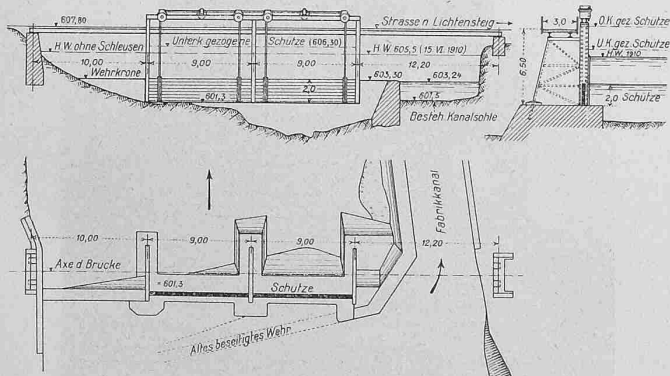 607,80
Strasse n. Lichtensteig
3,0
O.K. gez. Schütze
H.W. ohne Schleusen
Unterk. gezogene Schütze (606,30)
H.W. 605,5 (15. VI. 1910)
U.K. gez. Schütze
H.W. 1910
10,00
9,00
9,00
12,20
6,50
Wehrkrone
603,30
603,24
2,0
2,0
Schütze
601,3
601,5
Besteh. Kanalsohle
10,00
9,00
9,00
12,20
Fabrikkanal
Axe d. Brücke
601,3
Schütze
Altes beseitigtes Wehr